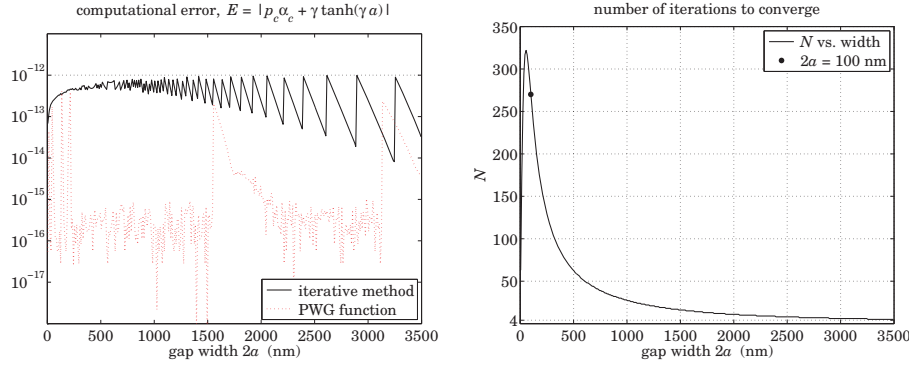 computational error, E = |p_c α_c + γ tanh(γ a)|
10^-12
10^-13
10^-14
10^-15
10^-16
10^-17
iterative method
PWG function
0 500 1000 1500 2000 2500 3000 3500
gap width 2a (nm)
number of iterations to converge
350
300
250
200
150
100
50
4
N
N vs. width
2a = 100 nm
0 500 1000 1500 2000 2500 3000 3500
gap width 2a (nm)